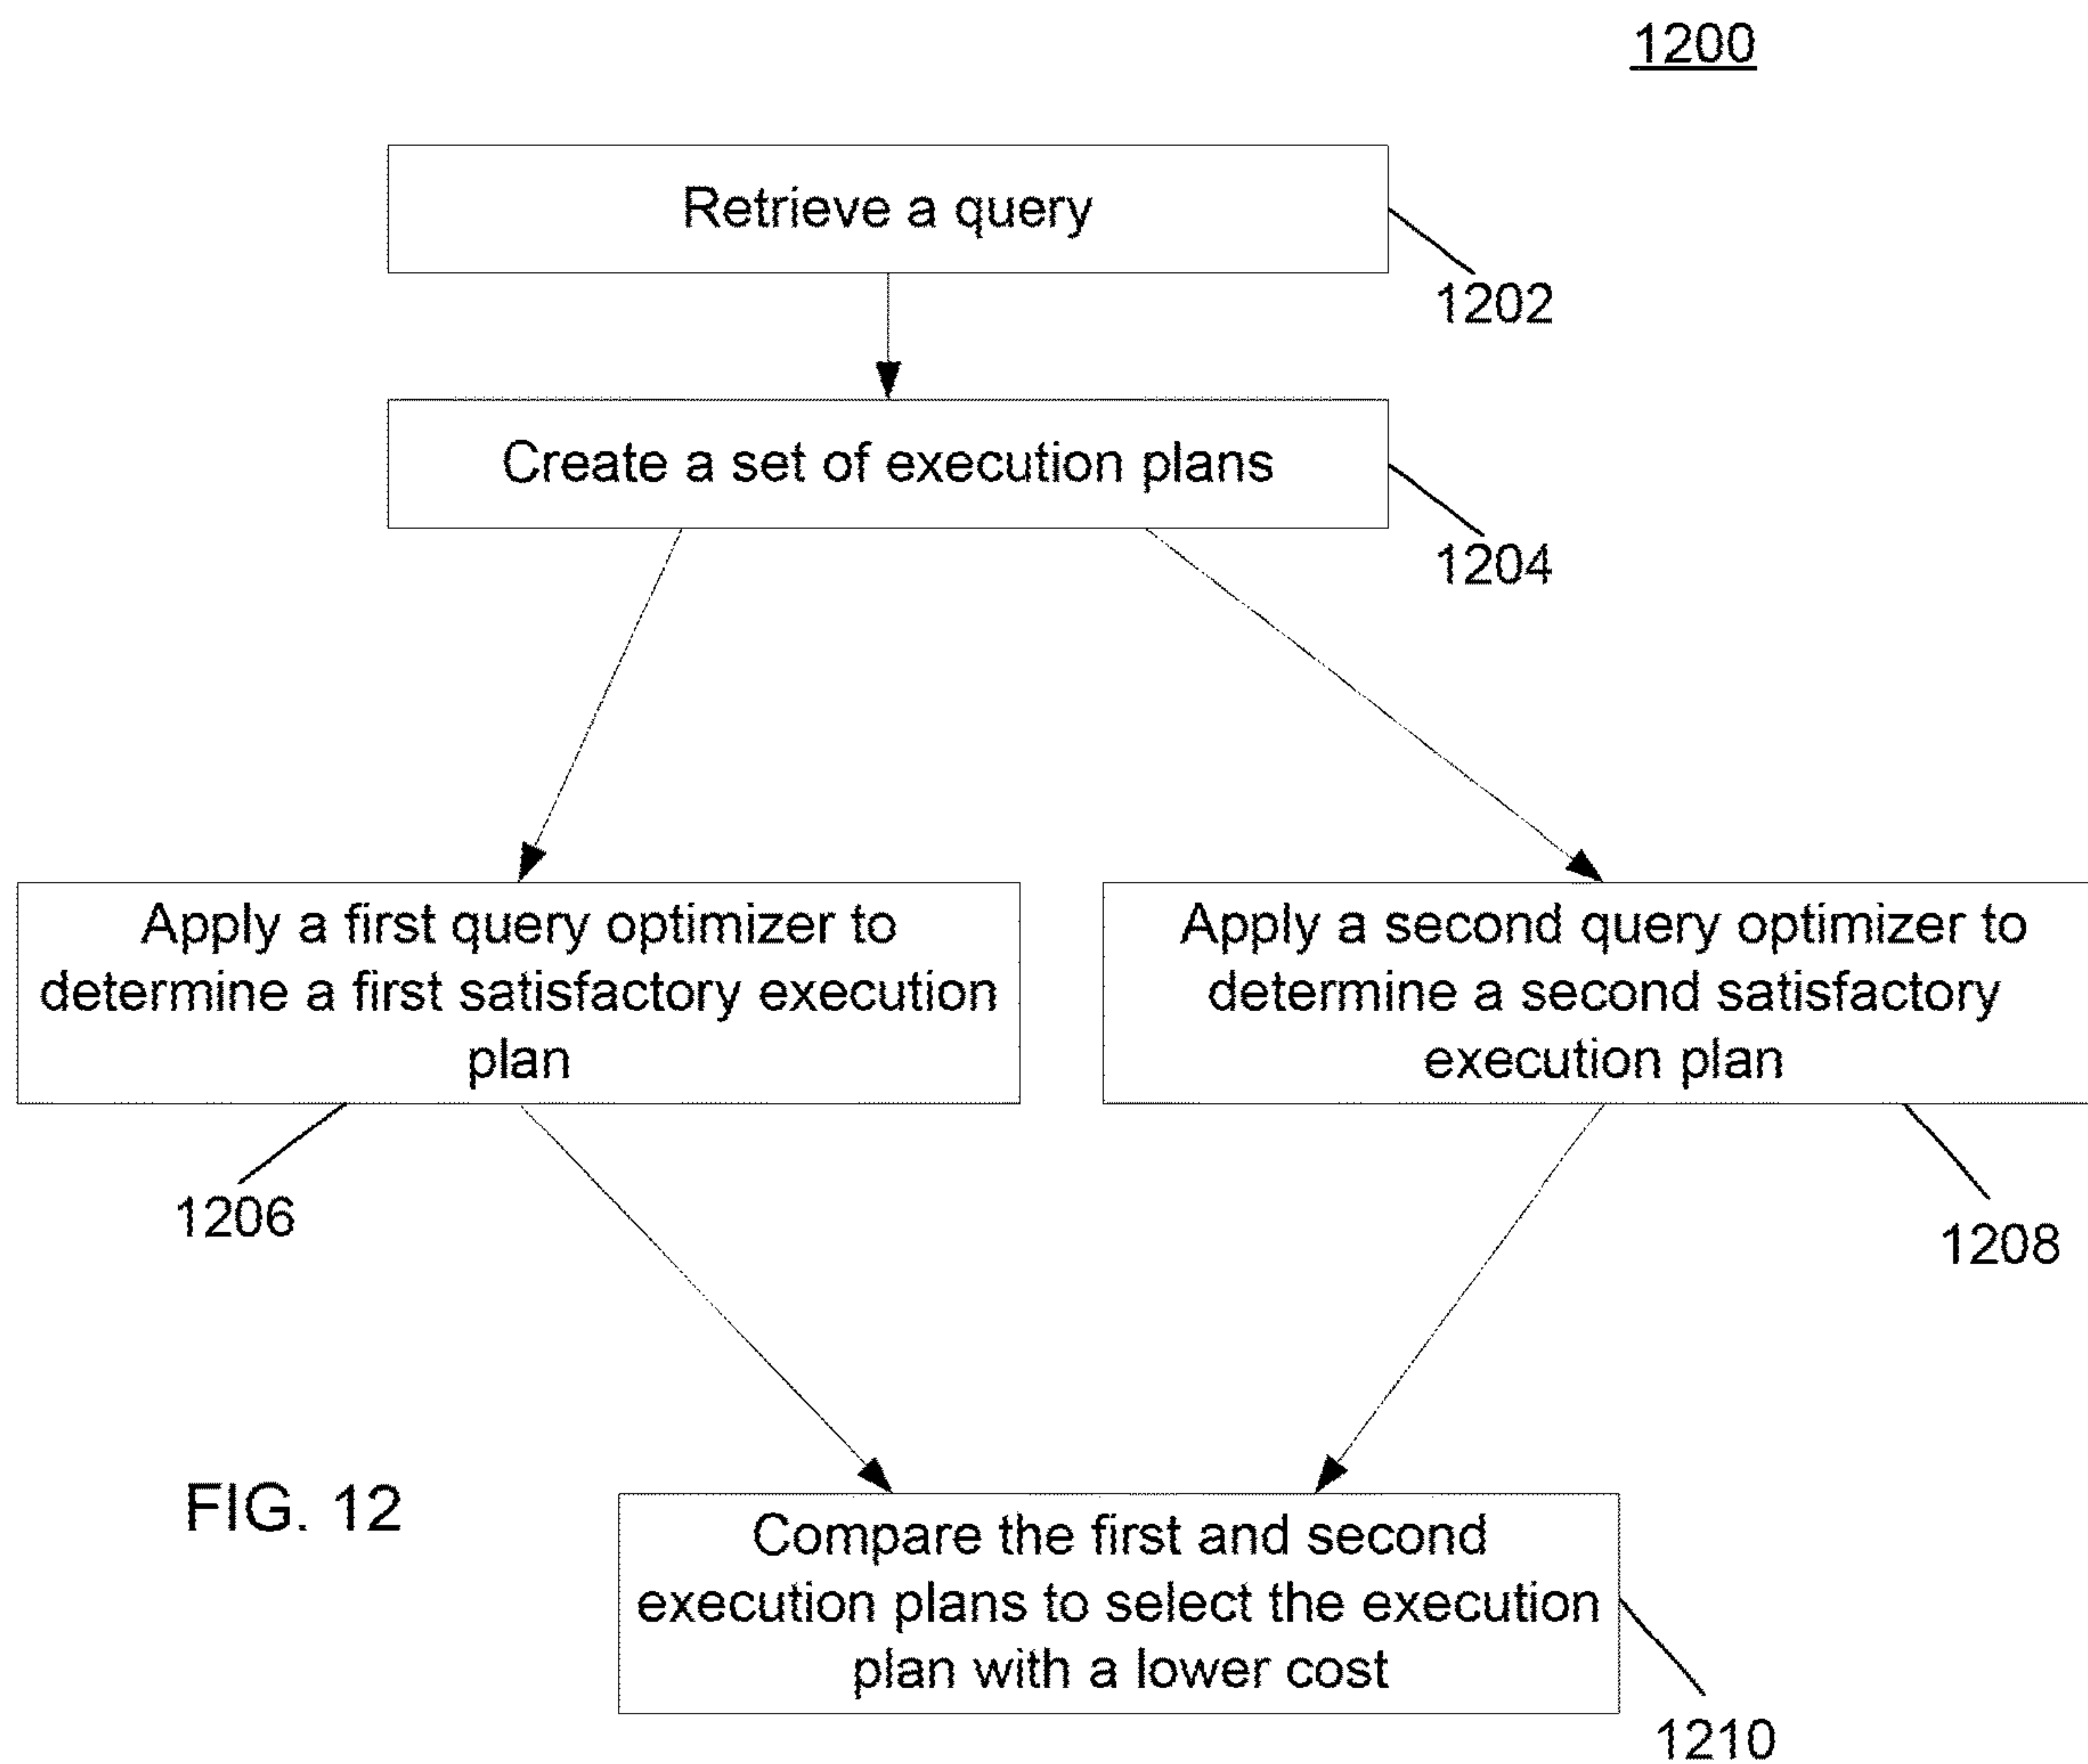 1200
Retrieve a query
1202
Create a set of execution plans
1204
Apply a first query optimizer to
determine a first satisfactory execution
plan
1206
Apply a second query optimizer to
determine a second satisfactory
execution plan
1208
FIG. 12
Compare the first and second
execution plans to select the execution
plan with a lower cost
1210